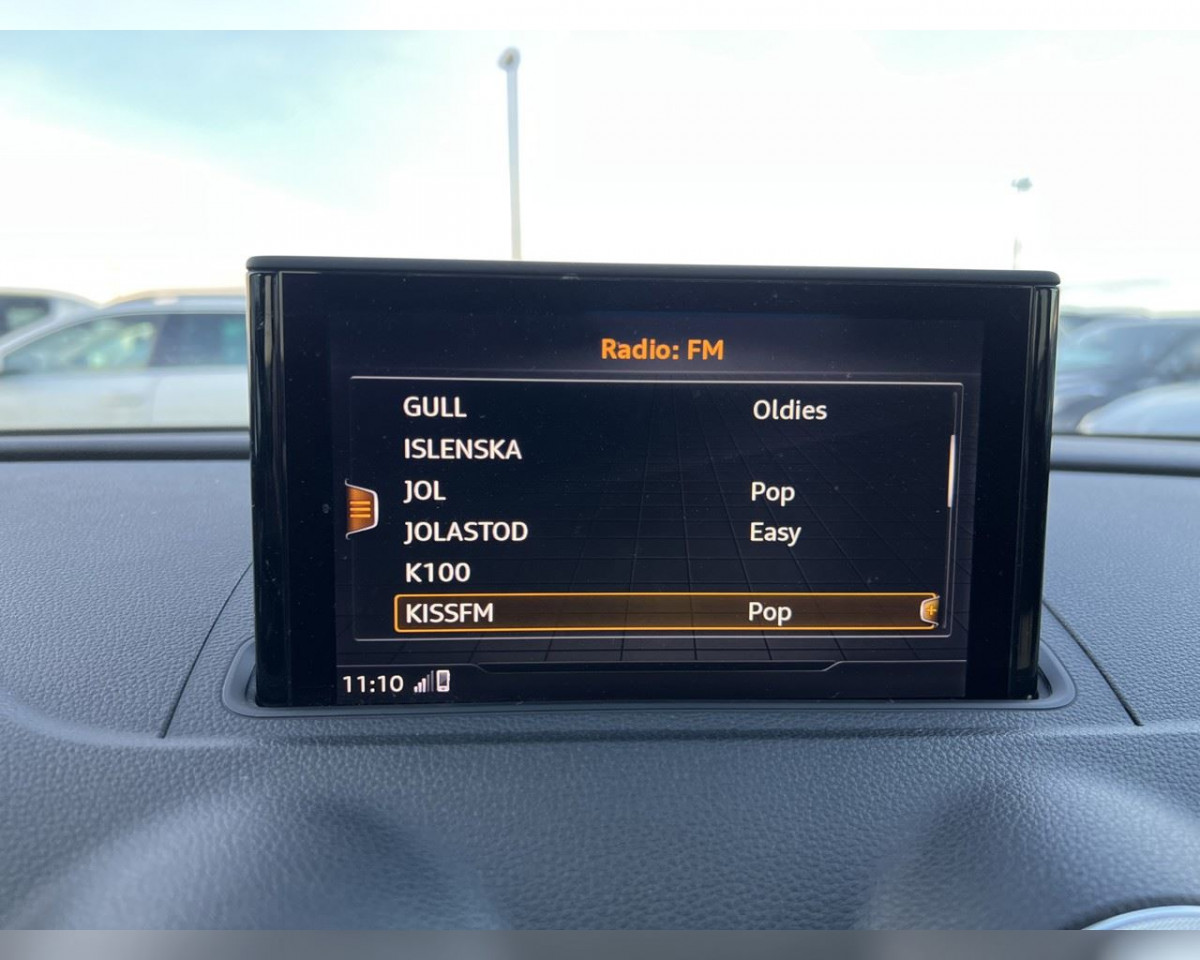 Radio: FM
GULL Oldies
ISLENSKA
JOL Pop
JOLASTOD Easy
K100
KISSFM Pop
11:10